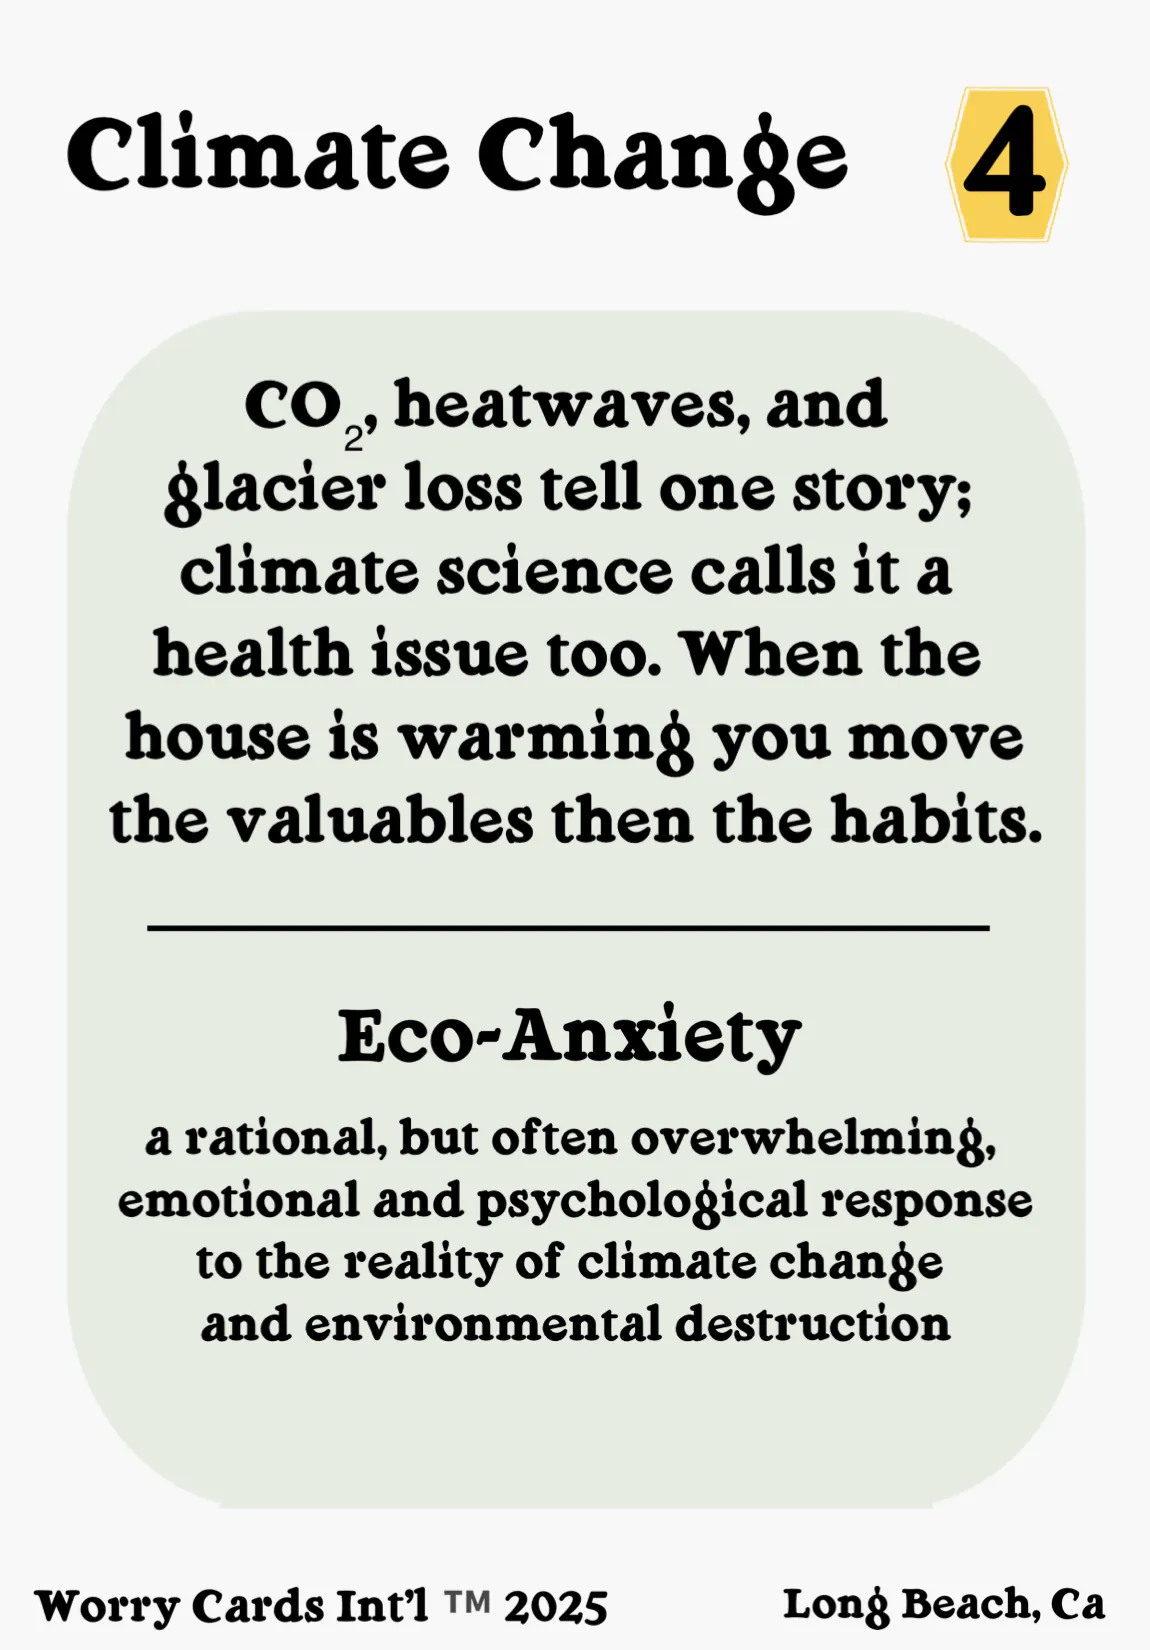 Climate Change
4
CO₂, heatwaves, and
glacier loss tell one story;
climate science calls it a
health issue too. When the
house is warming you move
the valuables then the habits.
Eco-Anxiety
a rational, but often overwhelming,
emotional and psychological response
to the reality of climate change
and environmental destruction
Worry Cards Int'l ™ 2025
Long Beach, Ca